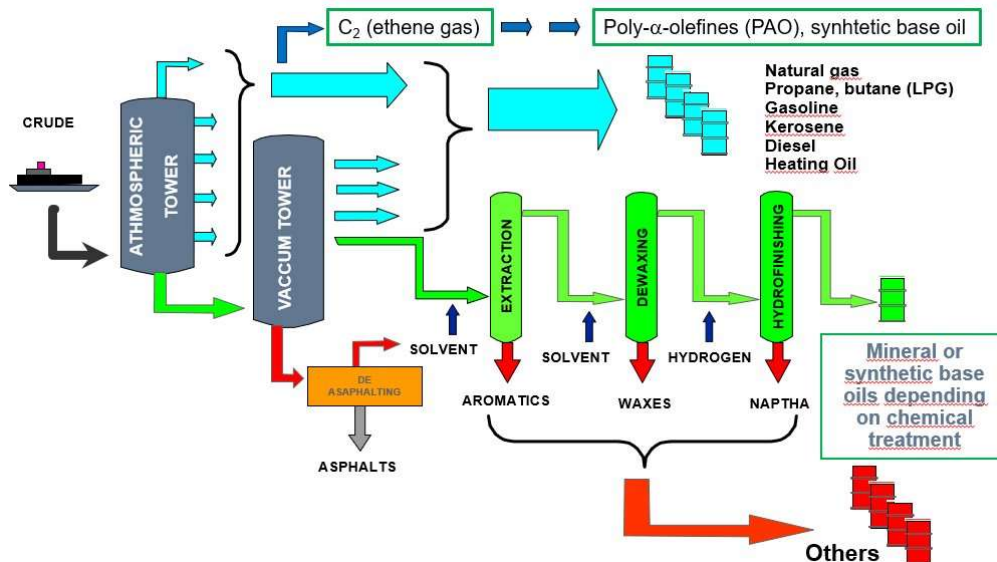 C₂ (ethene gas)
Poly-α-olefines (PAO), synhtetic base oil
Natural gas
Propane, butane (LPG)
Gasoline
Kerosene
Diesel
Heating Oil
CRUDE
ATHMOSPHERIC
TOWER
VACCUM TOWER
EXTRACTION
DEWAXING
HYDROFINISHING
SOLVENT
SOLVENT
HYDROGEN
DE
ASAPHALTING
AROMATICS
WAXES
NAPTHA
ASPHALTS
Mineral or
synthetic base
oils depending
on chemical
treatment
Others